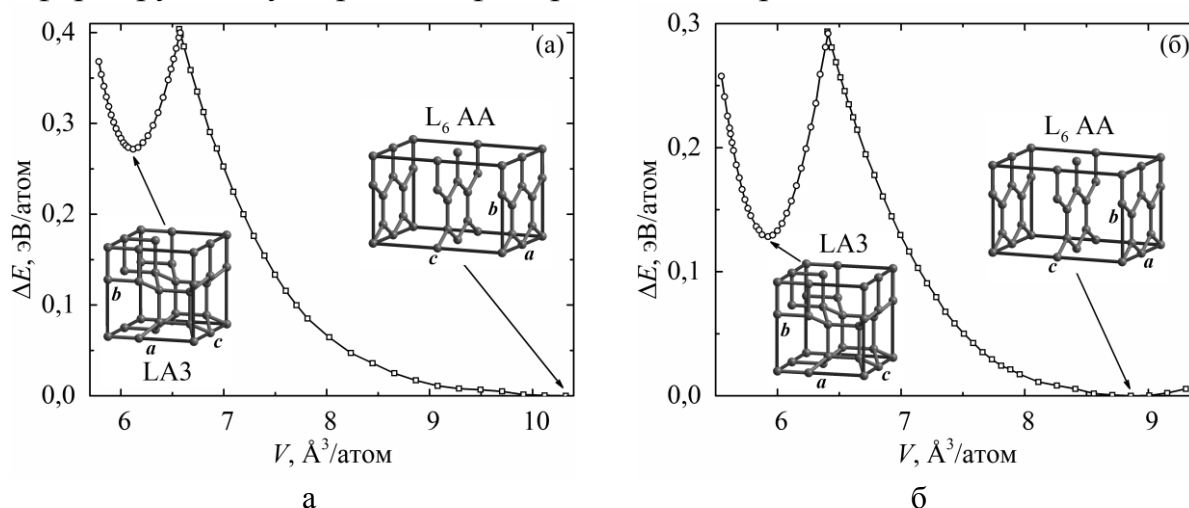 (а)
0,4
0,3
0,2
0,1
0,0
ΔE, эВ/атом
L₆ AA
b
c
a
LA3
b
a
c
6 7 8 9 10
V, Å³/атом
а
(б)
0,3
0,2
0,1
0,0
ΔE, эВ/атом
L₆ AA
b
c
a
LA3
b
a
c
6 7 8 9
V, Å³/атом
б